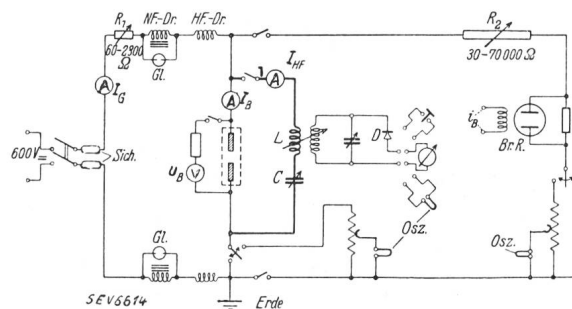 R₁ NF.-Dr. HF.-Dr. R₂
60-2300 Ω
Gl.
30-70000 Ω
I_HF
1
A I_G
A I_B
A
600V=
Sich.
U_B
V
L
D
C
i_B
Br.R.
Osz.
Osz.
Gl.
SEV6614
Erde